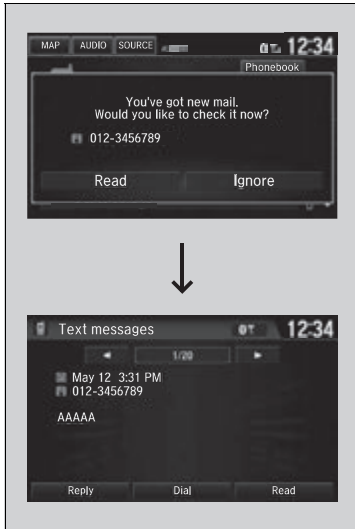 MAP AUDIO SOURCE 12:34
Phonebook
You've got new mail.
Would you like to check it now?
012-3456789
Read Ignore
Text messages 12:34
1/20
May 12 3:31 PM
012-3456789
AAAAA
Reply Dial Read